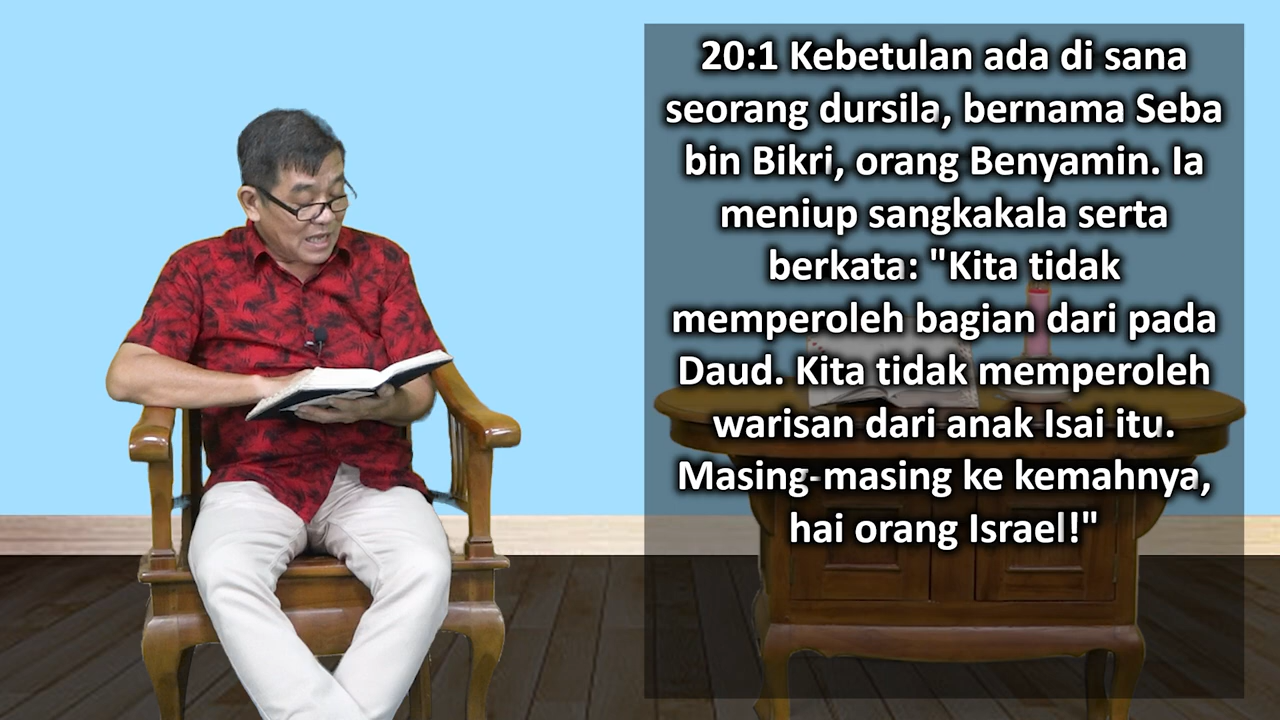 20:1 Kebetulan ada di sana
seorang dursila, bernama Seba
bin Bikri, orang Benyamin. Ia
meniup sangkakala serta
berkata: "Kita tidak
memperoleh bagian dari pada
Daud. Kita tidak memperoleh
warisan dari anak Isai itu.
Masing-masing ke kemahnya,
hai orang Israel!"